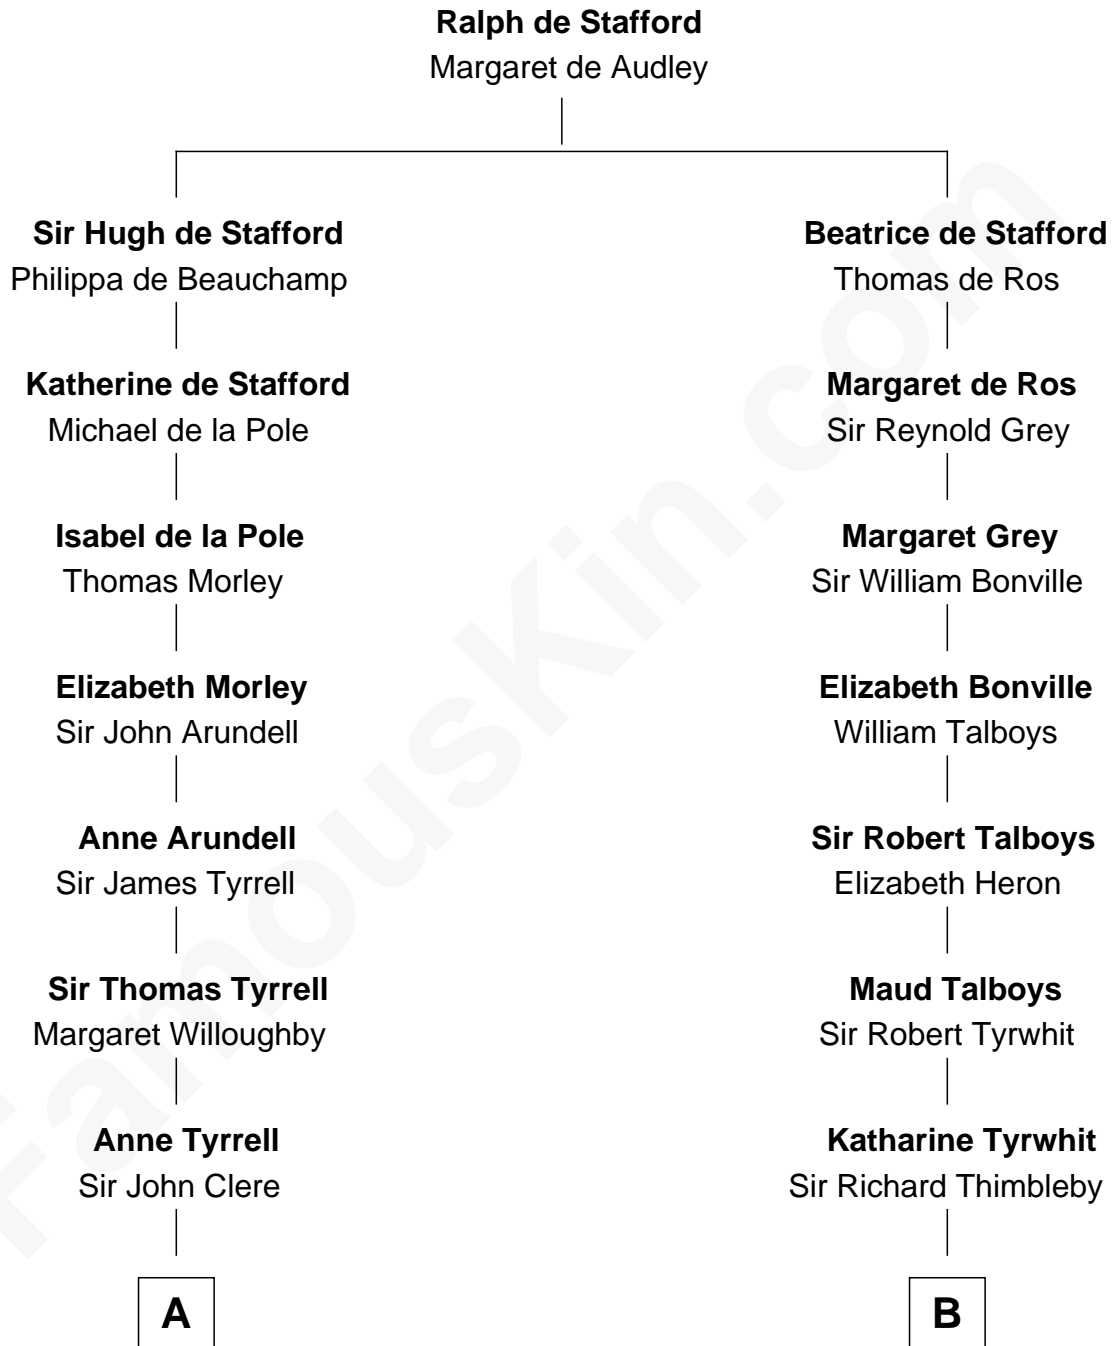 Ralph de Stafford
Margaret de Audley
Sir Hugh de Stafford
Philippa de Beauchamp
Beatrice de Stafford
Thomas de Ros
Katherine de Stafford
Michael de la Pole
Margaret de Ros
Sir Reynold Grey
Isabel de la Pole
Thomas Morley
Margaret Grey
Sir William Bonville
Elizabeth Morley
Sir John Arundell
Elizabeth Bonville
William Talboys
Anne Arundell
Sir James Tyrrell
Sir Robert Talboys
Elizabeth Heron
Sir Thomas Tyrrell
Margaret Willoughby
Maud Talboys
Sir Robert Tyrwhit
Anne Tyrrell
Sir John Clere
Katharine Tyrwhit
Sir Richard Thimbleby
A
B
FamousKin.com